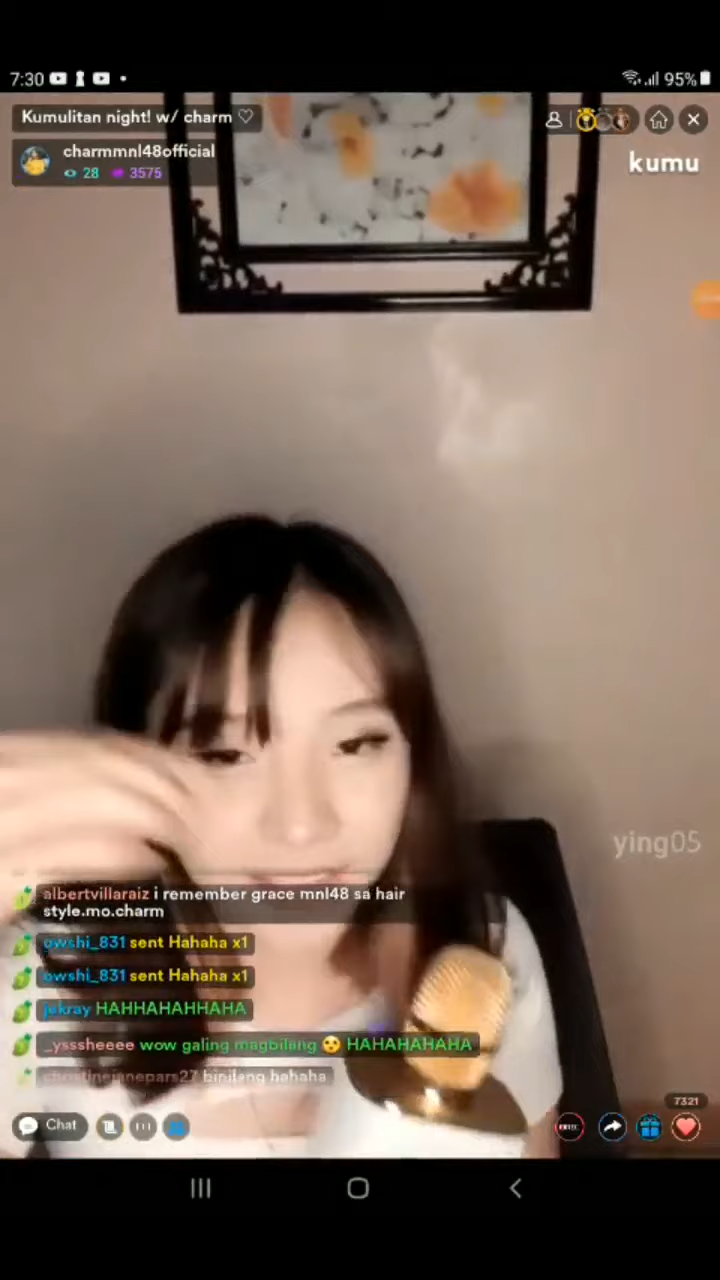 7:30
95%
Kumulitan night! w/ charm ♡
charmmnl48official
28 3575
kumu
ying05
albertvillaraiz i remember grace mnl48 sa hair
style.mo.charm
owshi_831 sent Hahaha x1
owshi_831 sent Hahaha x1
jekray HAHHAHAHHAHA
_ysssheeee wow galing magbilang 😗 HAHAHAHAHA
christinejanepars27 binilang hahaha
7321
Chat